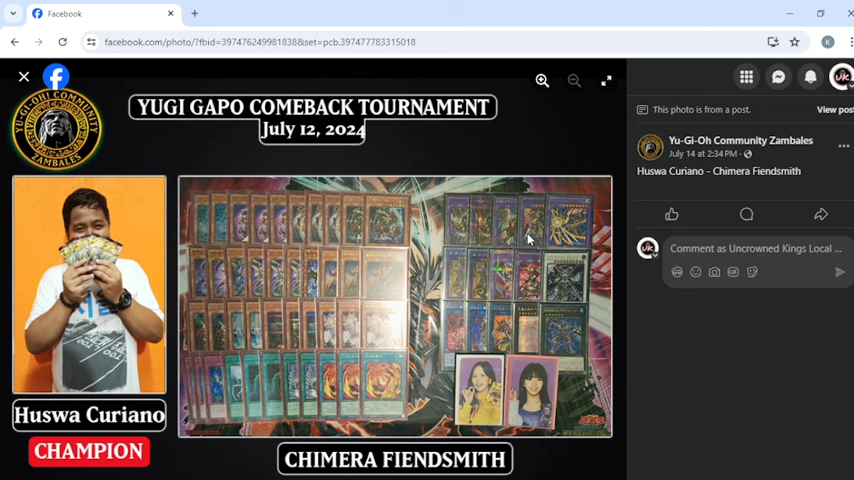 Facebook
facebook.com/photo/?fbid=397476249981838&set=pcb.397477783315018
K
YU-GI-OH! COMMUNITY
ZAMBALES
YUGI GAPO COMEBACK TOURNAMENT
July 12, 2024
Huswa Curiano
CHAMPION
CHIMERA FIENDSMITH
This photo is from a post.
View post
Yu-Gi-Oh Community Zambales
July 14 at 2:34 PM ·
Huswa Curiano - Chimera Fiendsmith
Comment as Uncrowned Kings Local ...